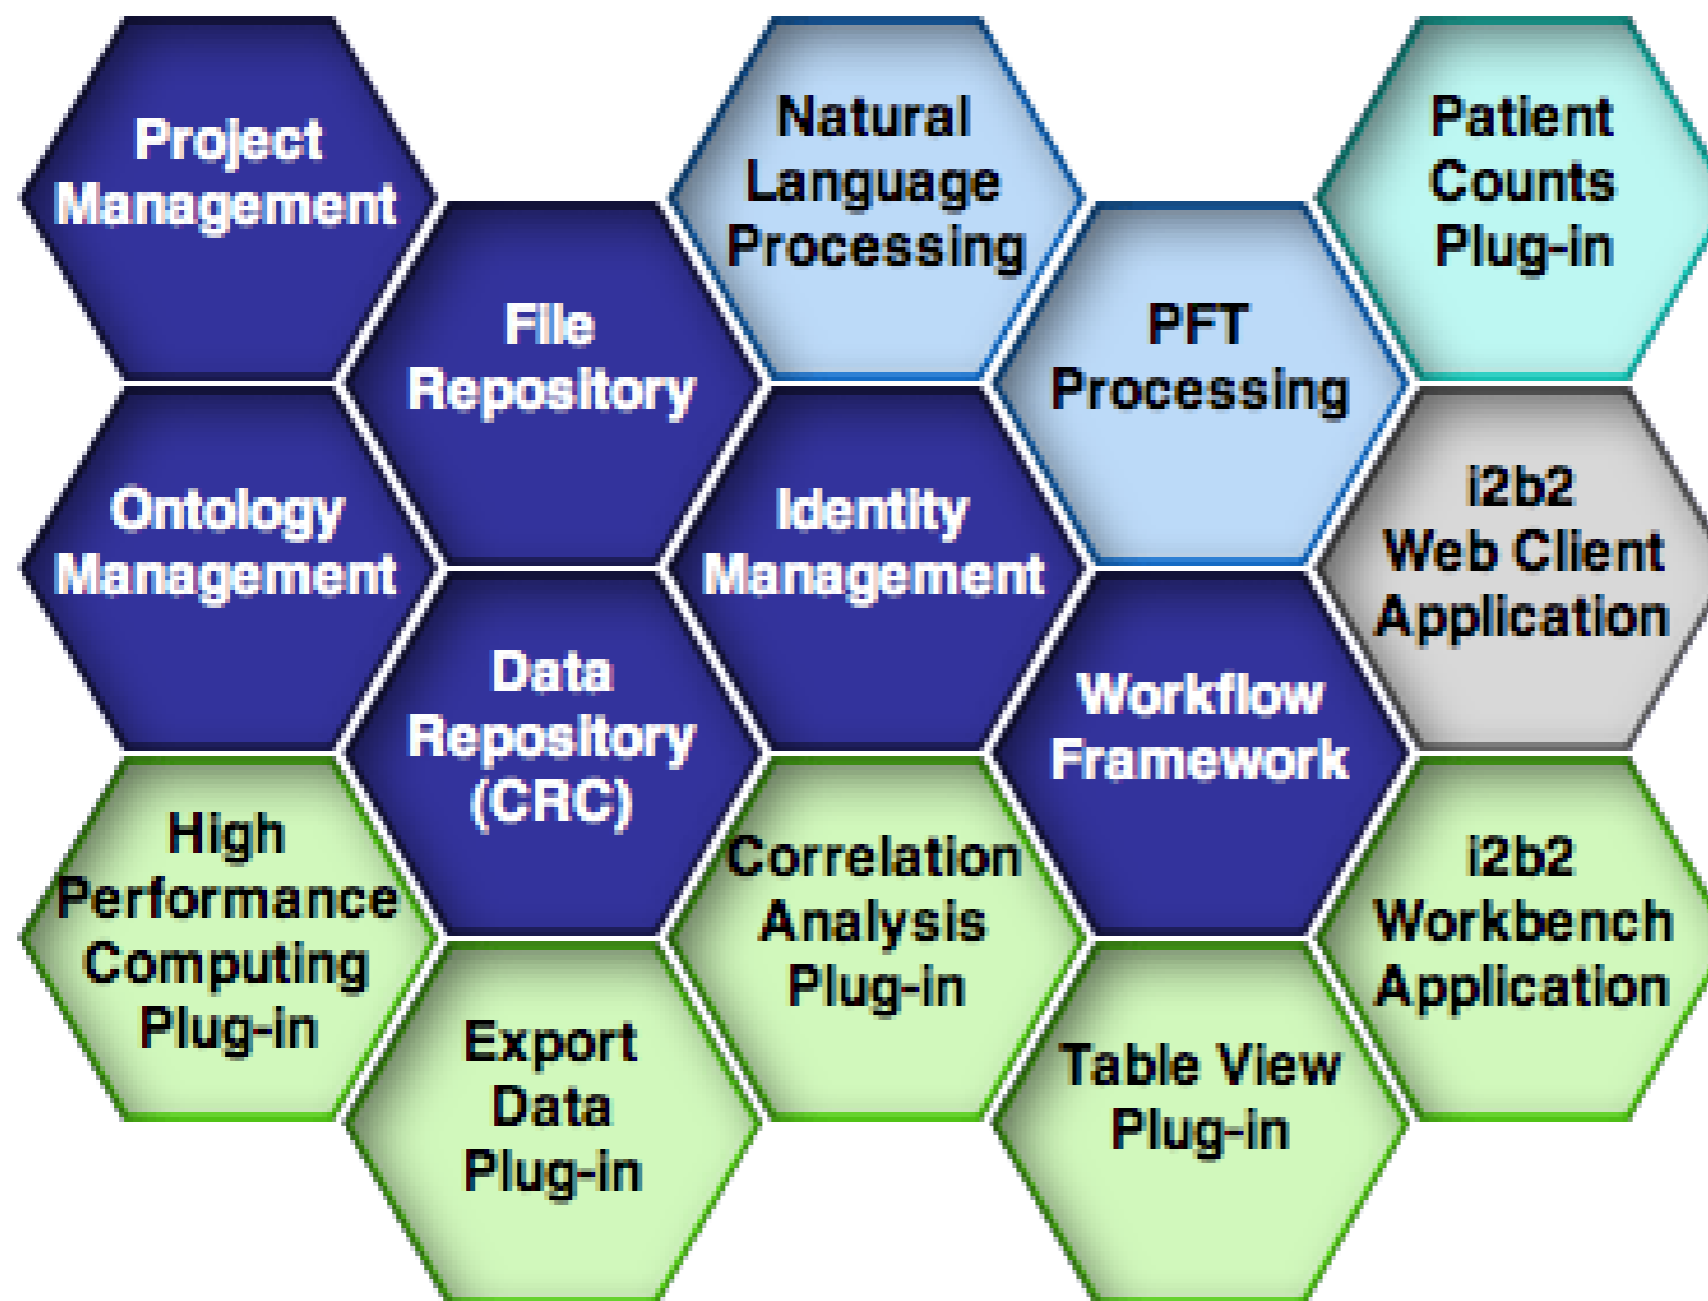 Project
Management
Natural
Language
Processing
Patient
Counts
Plug-in
File
Repository
PFT
Processing
Ontology
Management
Identity
Management
i2b2
Web Client
Application
Data
Repository
(CRC)
Workflow
Framework
High
Performance
Computing
Plug-in
Correlation
Analysis
Plug-in
i2b2
Workbench
Application
Export
Data
Plug-in
Table View
Plug-in